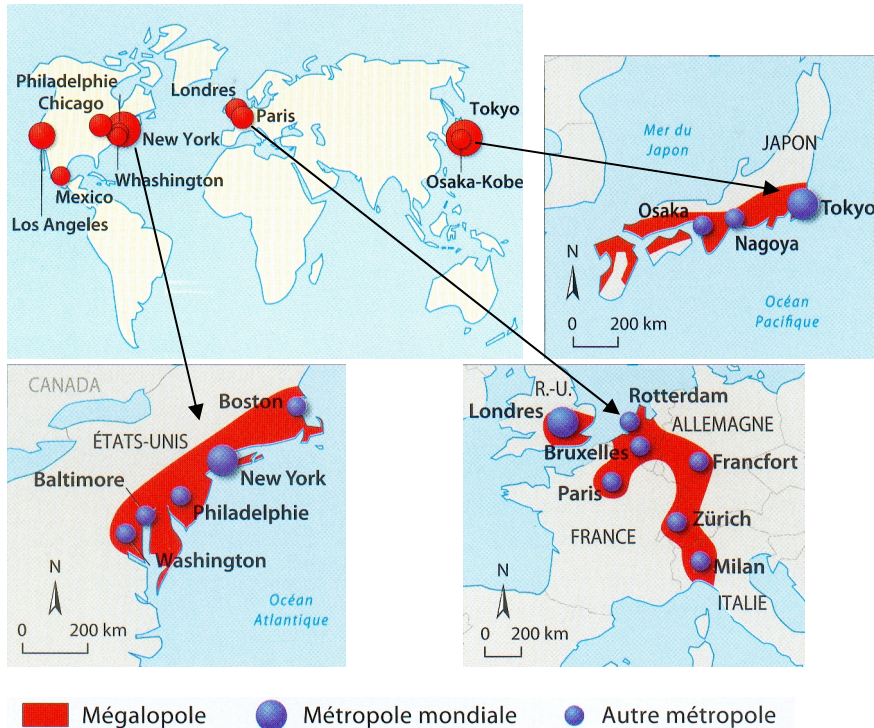 Philadelphie
Chicago
New York
Whashington
Mexico
Los Angeles
Londres
Paris
Tokyo
Osaka-Kobe
Mer du
Japon
JAPON
Osaka
Nagoya
Tokyo
N
0 200 km
Océan
Pacifique
CANADA
Boston
ÉTATS-UNIS
New York
Baltimore
Philadelphie
Washington
N
0 200 km
Océan
Atlantique
R.-U.
Londres
Rotterdam
ALLEMAGNE
Bruxelles
Francfort
Paris
Zürich
FRANCE
Milan
ITALIE
N
0 200 km
Mégalopole
Métropole mondiale
Autre métropole